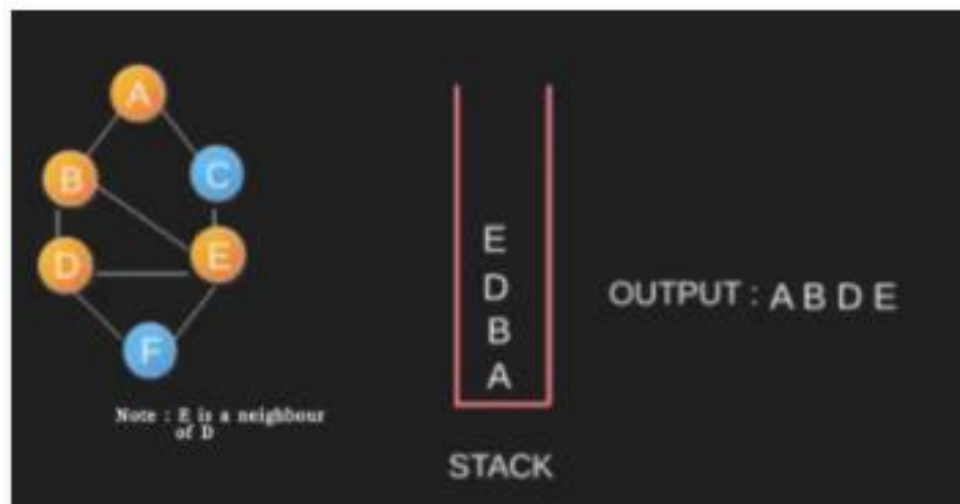 A
B
C
D
E
F
Note : E is a neighbour
of D
E
D
B
A
STACK
OUTPUT : A B D E